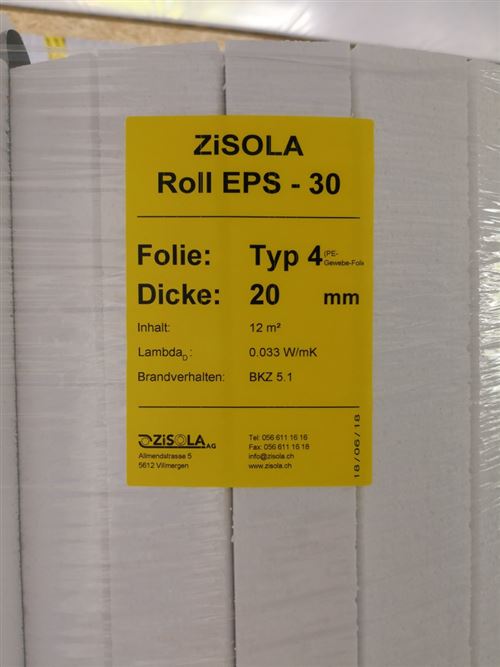 ZiSOLA
Roll EPS - 30
Folie: Typ 4 (PE-
Gewebe-Folie
Dicke: 20 mm
Inhalt: 12 m²
Lambda_D: 0.033 W/mK
Brandverhalten: BKZ 5.1
ZiSOLA AG
Allmendstrasse 5
5612 Villmergen
Tel: 056 611 16 16
Fax: 056 611 16 18
info@zisola.ch
www.zisola.ch
18/06/18